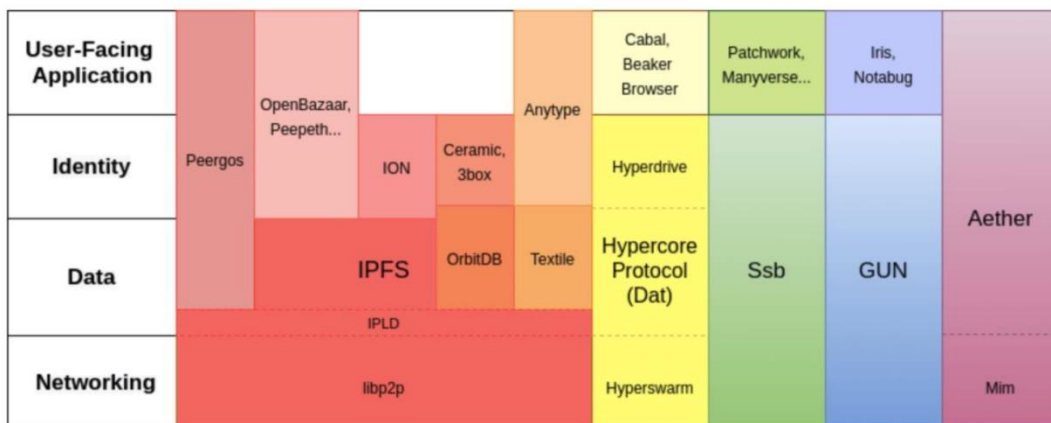 User-Facing
Application
Cabal,
Beaker
Browser
Patchwork,
Manyverse...
Iris,
Notabug
OpenBazaar,
Peepeth...
Anytype
Identity
Peergos
ION
Ceramic,
3box
Hyperdrive
Aether
Data
IPFS
OrbitDB
Textile
Hypercore
Protocol
(Dat)
Ssb
GUN
IPLD
Networking
libp2p
Hyperswarm
Mim